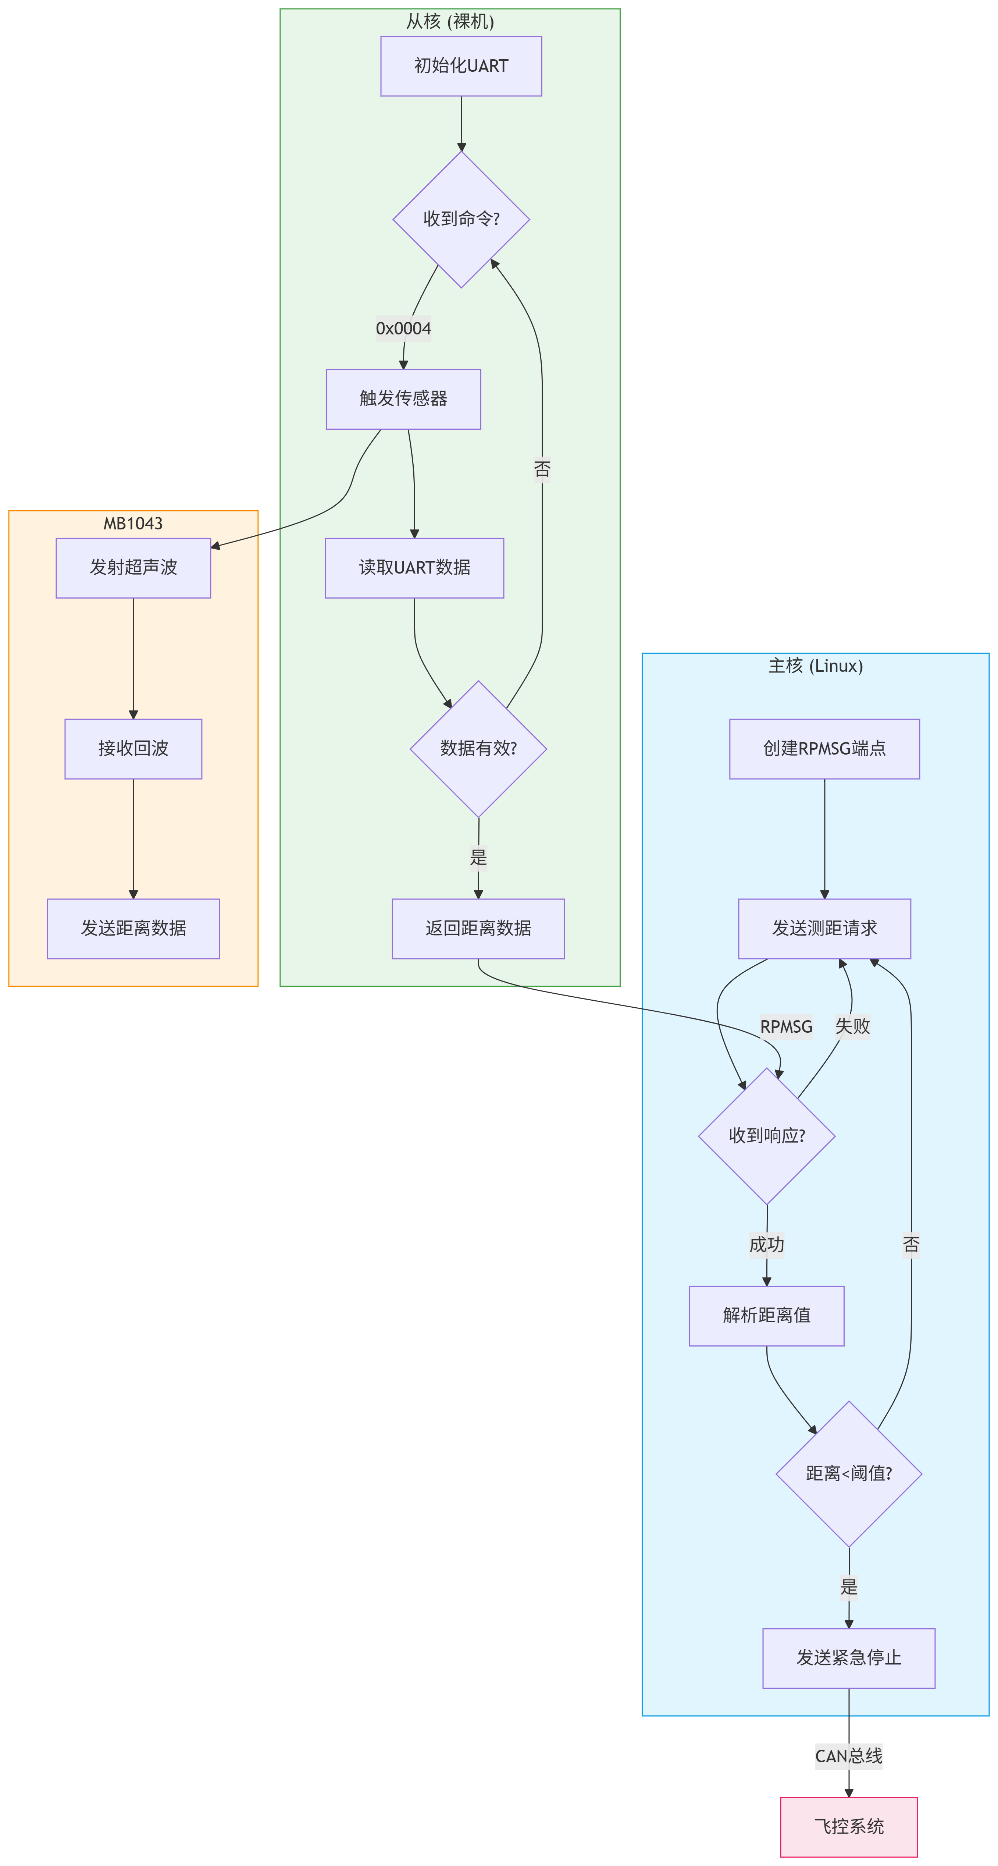 从核 (裸机)
初始化UART
收到命令?
0x0004
触发传感器
否
读取UART数据
数据有效?
是
返回距离数据
MB1043
发射超声波
接收回波
发送距离数据
主核 (Linux)
创建RPMSG端点
发送测距请求
RPMSG
失败
收到响应?
成功
否
解析距离值
距离<阈值?
是
发送紧急停止
CAN总线
飞控系统